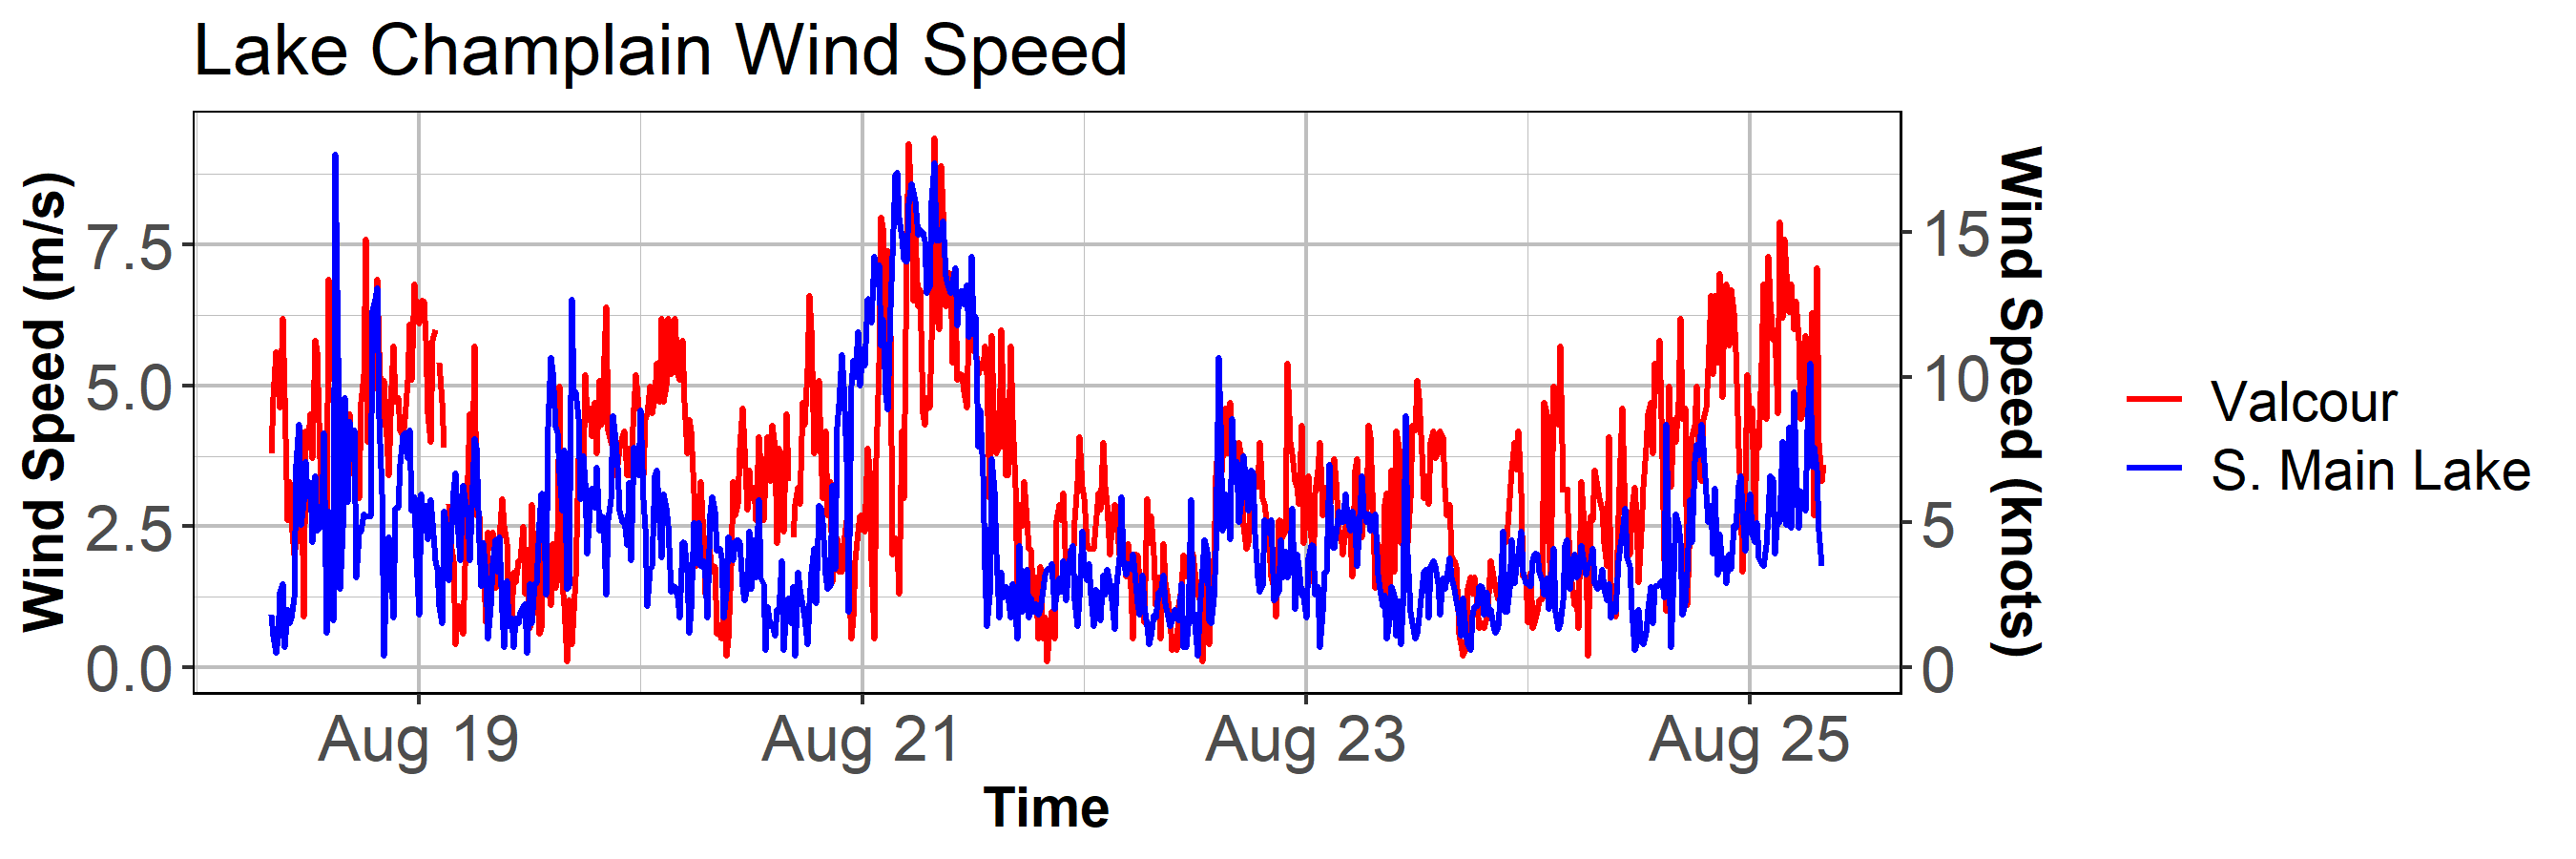 Lake Champlain Wind Speed
Wind Speed (m/s)
7.5
5.0
2.5
0.0
15
10
5
0
Wind Speed (knots)
Aug 19
Aug 21
Aug 23
Aug 25
Time
Valcour
S. Main Lake